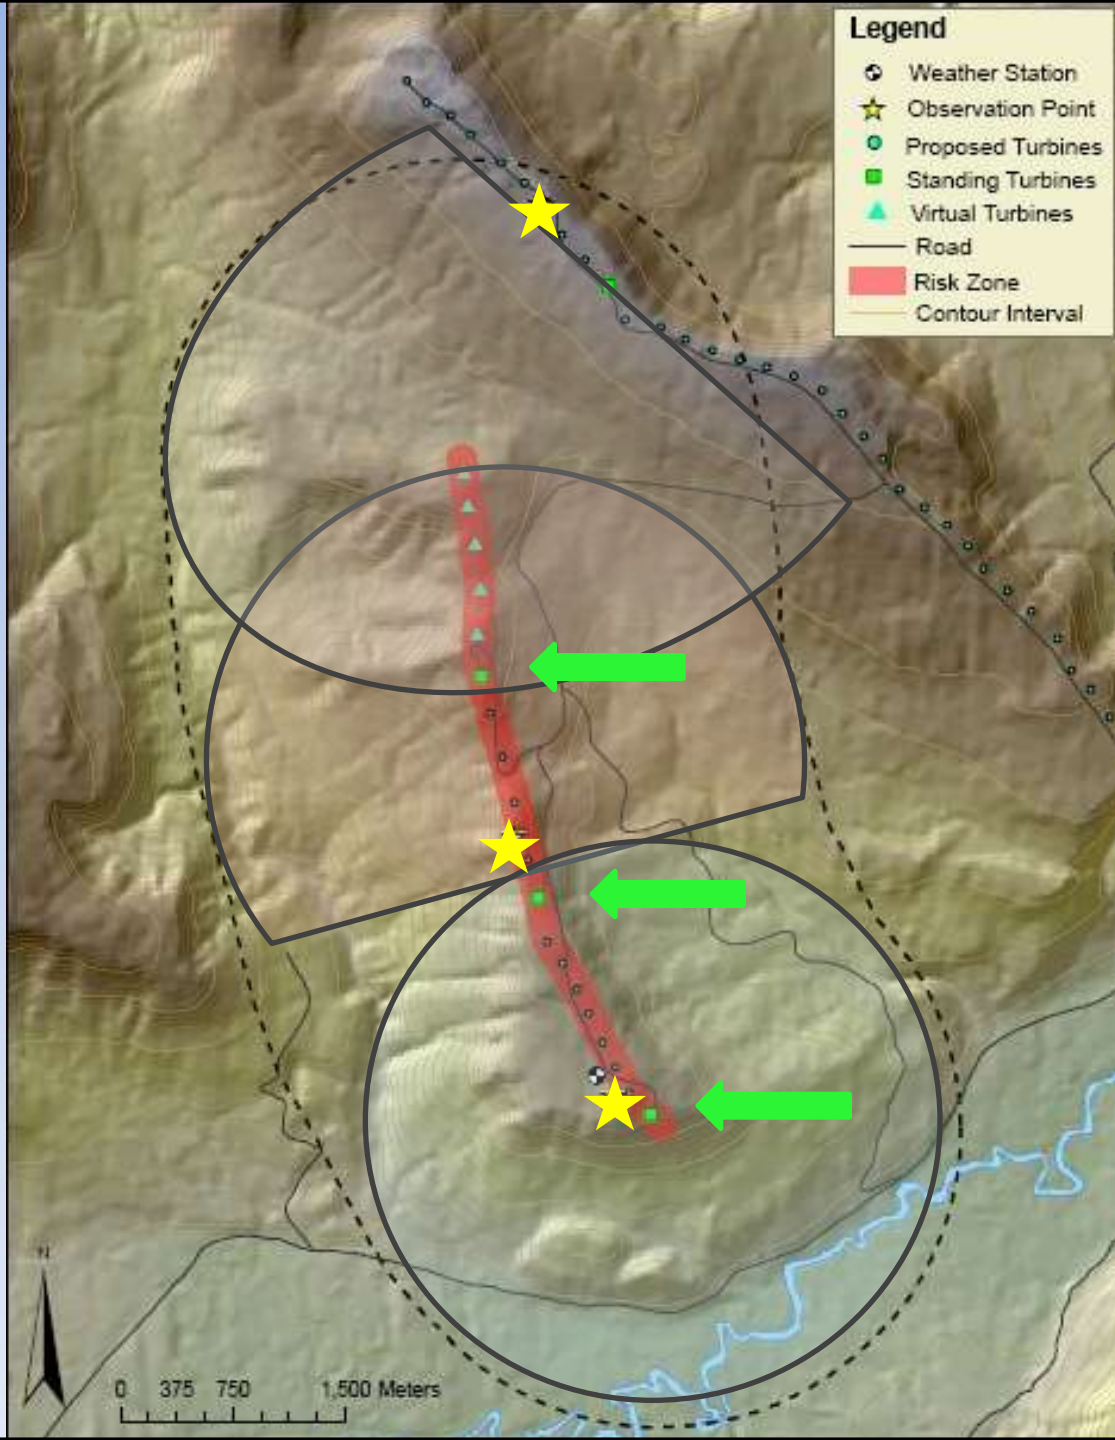 Legend
Weather Station
Observation Point
Proposed Turbines
Standing Turbines
Virtual Turbines
Road
Risk Zone
Contour Interval
N
0 375 750 1,500 Meters